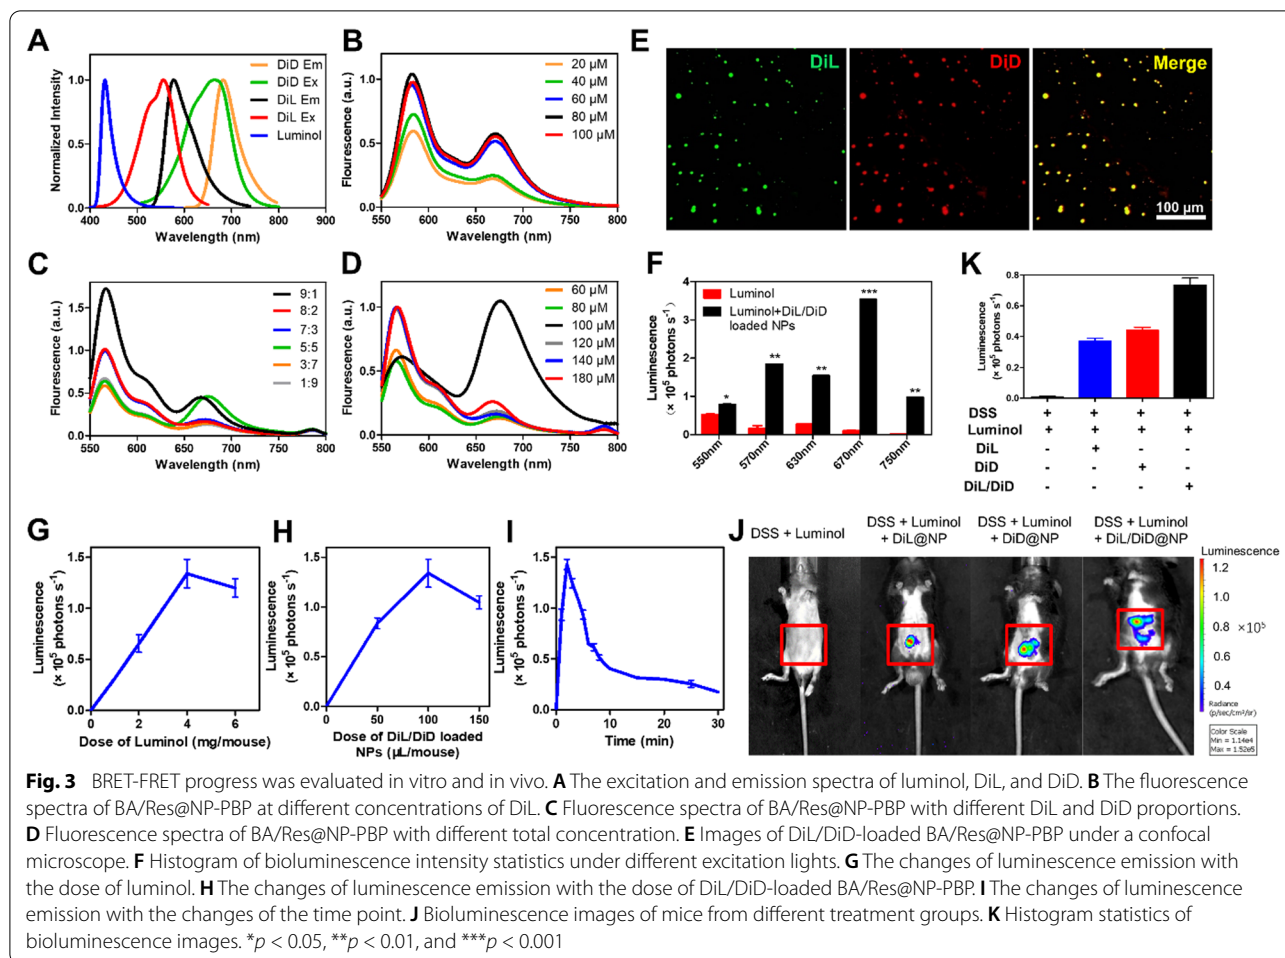 A
Normalized Intensity
1.0
0.5
0.0
400 500 600 700 800 900
Wavelength (nm)
DiD Em
DiD Ex
DiL Em
DiL Ex
Luminol
B
Flourescence (a.u.)
1.0
0.5
0.0
550 600 650 700 750 800
Wavelength (nm)
20 μM
40 μM
60 μM
80 μM
100 μM
E
DiL
DiD
Merge
100 μm
C
Flourescence (a.u.)
2.0
1.5
1.0
0.5
0.0
550 600 650 700 750 800
Wavelength (nm)
9:1
8:2
7:3
5:5
3:7
1:9
D
Flourescence (a.u.)
1.5
1.0
0.5
0.0
550 600 650 700 750 800
Wavelength (nm)
60 μM
80 μM
100 μM
120 μM
140 μM
180 μM
F
Luminescence
(× 10⁵ photons s⁻¹)
4
3
2
1
0
Luminol
Luminol+DiL/DiD
loaded NPs
* ** ** *** **
550nm 570nm 630nm 670nm 750nm
K
Luminescence
(× 10⁵ photons s⁻¹)
0.8
0.6
0.4
0.2
0.0
DSS + + + +
Luminol + + + +
DiL - + - -
DiD - - + -
DiL/DiD - - - +
G
Luminescence
(× 10⁵ photons s⁻¹)
1.5
1.0
0.5
0.0
0 2 4 6
Dose of Luminol (mg/mouse)
H
Luminescence
(× 10⁵ photons s⁻¹)
1.5
1.0
0.5
0.0
0 50 100 150
Dose of DiL/DiD loaded
NPs (μL/mouse)
I
Luminescence
(× 10⁵ photons s⁻¹)
1.5
1.0
0.5
0.0
0 10 20 30
Time (min)
J
DSS + Luminol
DSS + Luminol
+ DiL@NP
DSS + Luminol
+ DiD@NP
DSS + Luminol
+ DiL/DiD@NP
Luminescence
1.2
1.0
0.8
0.6
0.4
×10⁵
Radiance
(p/sec/cm²/sr)
Color Scale
Min = 1.14e4
Max = 1.52e5
Fig. 3 BRET-FRET progress was evaluated in vitro and in vivo. A The excitation and emission spectra of luminol, DiL, and DiD. B The fluorescence
spectra of BA/Res@NP-PBP at different concentrations of DiL. C Fluorescence spectra of BA/Res@NP-PBP with different DiL and DiD proportions.
D Fluorescence spectra of BA/Res@NP-PBP with different total concentration. E Images of DiL/DiD-loaded BA/Res@NP-PBP under a confocal
microscope. F Histogram of bioluminescence intensity statistics under different excitation lights. G The changes of luminescence emission with
the dose of luminol. H The changes of luminescence emission with the dose of DiL/DiD-loaded BA/Res@NP-PBP. I The changes of luminescence
emission with the changes of the time point. J Bioluminescence images of mice from different treatment groups. K Histogram statistics of
bioluminescence images. *p < 0.05, **p < 0.01, and ***p < 0.001